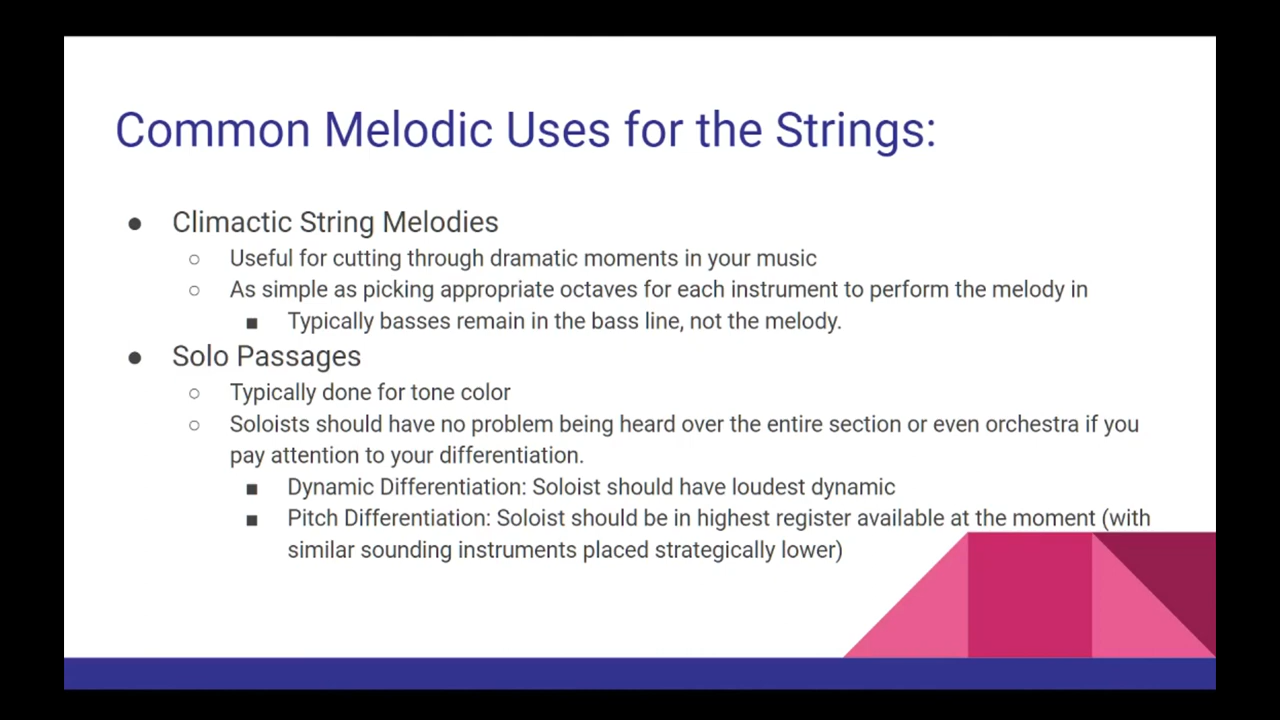 Common Melodic Uses for the Strings:
● Climactic String Melodies
○ Useful for cutting through dramatic moments in your music
○ As simple as picking appropriate octaves for each instrument to perform the melody in
■ Typically basses remain in the bass line, not the melody.
● Solo Passages
○ Typically done for tone color
○ Soloists should have no problem being heard over the entire section or even orchestra if you
pay attention to your differentiation.
■ Dynamic Differentiation: Soloist should have loudest dynamic
■ Pitch Differentiation: Soloist should be in highest register available at the moment (with
similar sounding instruments placed strategically lower)